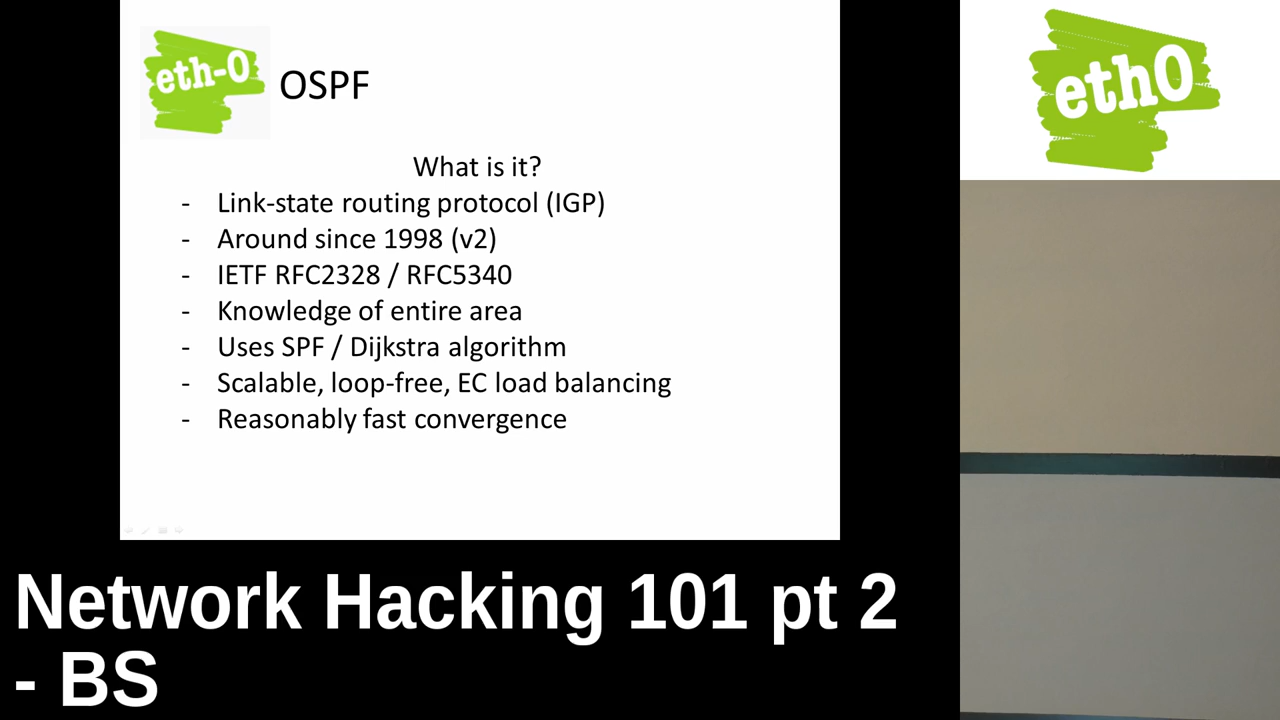 eth-0
OSPF
What is it?
- Link-state routing protocol (IGP)
- Around since 1998 (v2)
- IETF RFC2328 / RFC5340
- Knowledge of entire area
- Uses SPF / Dijkstra algorithm
- Scalable, loop-free, EC load balancing
- Reasonably fast convergence
eth0
Network Hacking 101 pt 2
- BS